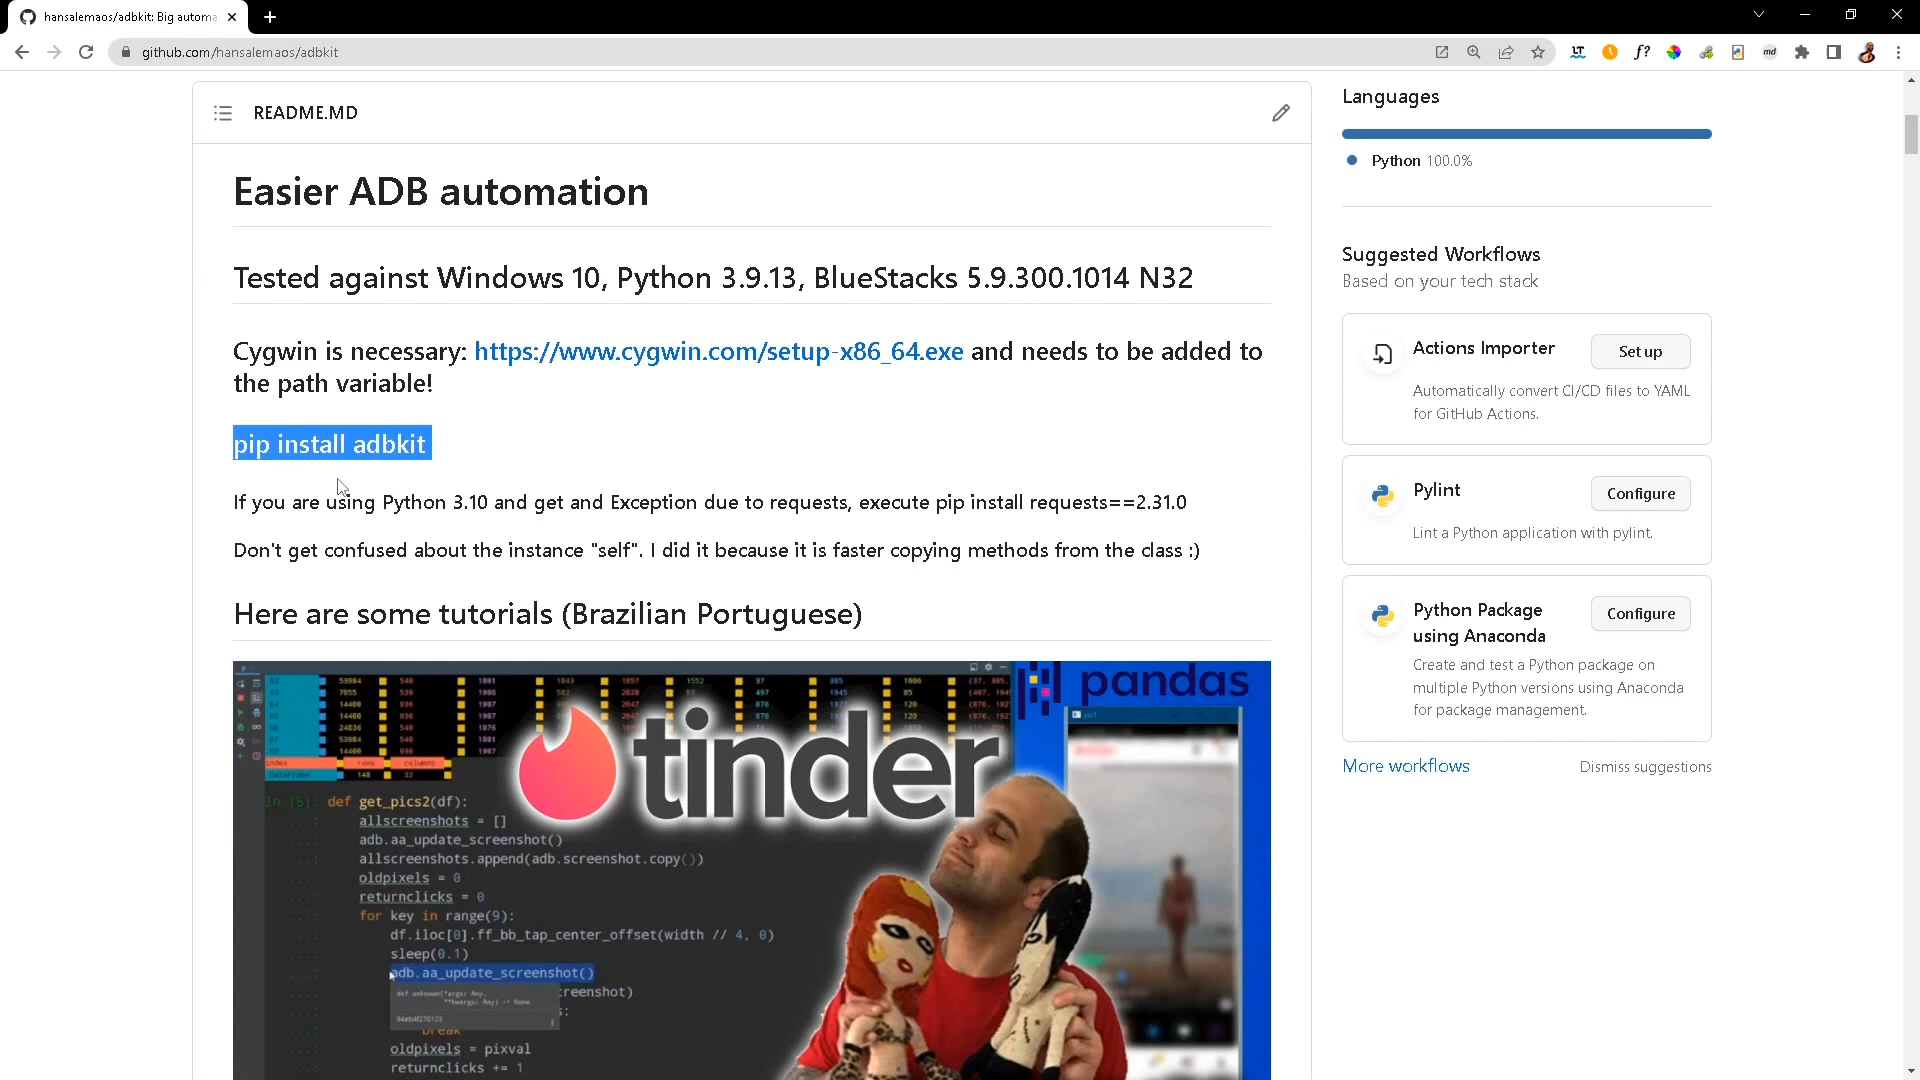 hansalemaos/adbkit: Big automa
github.com/hansalemaos/adbkit
README.MD
Easier ADB automation
Tested against Windows 10, Python 3.9.13, BlueStacks 5.9.300.1014 N32
Cygwin is necessary: https://www.cygwin.com/setup-x86_64.exe and needs to be added to
the path variable!
pip install adbkit
If you are using Python 3.10 and get and Exception due to requests, execute pip install requests==2.31.0
Don't get confused about the instance "self". I did it because it is faster copying methods from the class :)
Here are some tutorials (Brazilian Portuguese)
pandas
tinder
In [5]: def get_pics2(df):
allscreenshots = []
adb.aa_update_screenshot()
allscreenshots.append(adb.screenshot.copy())
oldpixels = 0
returnclicks = 0
for key in range(9):
df.iloc[0].ff_bb_tap_center_offset(width // 4, 0)
sleep(0.1)
adb.aa_update_screenshot()
reenshot)
break
oldpixels = pixval
returnclicks += 1
Languages
Python 100.0%
Suggested Workflows
Based on your tech stack
Actions Importer
Set up
Automatically convert CI/CD files to YAML
for GitHub Actions.
Pylint
Configure
Lint a Python application with pylint.
Python Package
using Anaconda
Configure
Create and test a Python package on
multiple Python versions using Anaconda
for package management.
More workflows
Dismiss suggestions